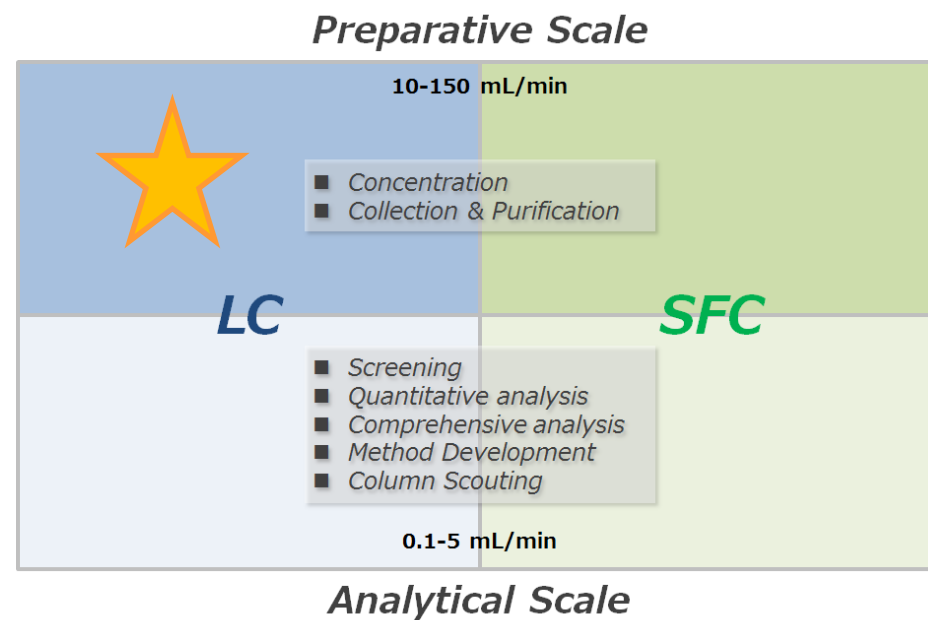 Preparative Scale
10-150 mL/min
■ Concentration
■ Collection & Purification
LC
SFC
■ Screening
■ Quantitative analysis
■ Comprehensive analysis
■ Method Development
■ Column Scouting
0.1-5 mL/min
Analytical Scale